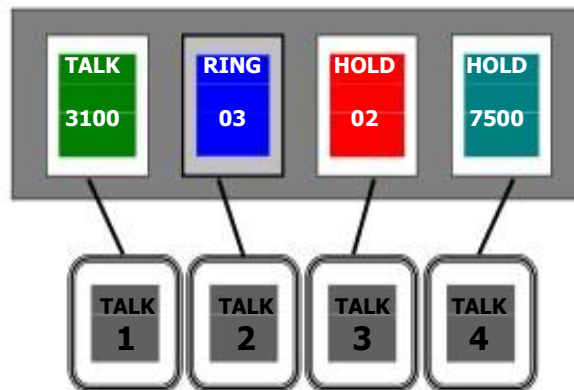 TALK RING HOLD HOLD
3100 03 02 7500
TALK TALK TALK TALK
1 2 3 4